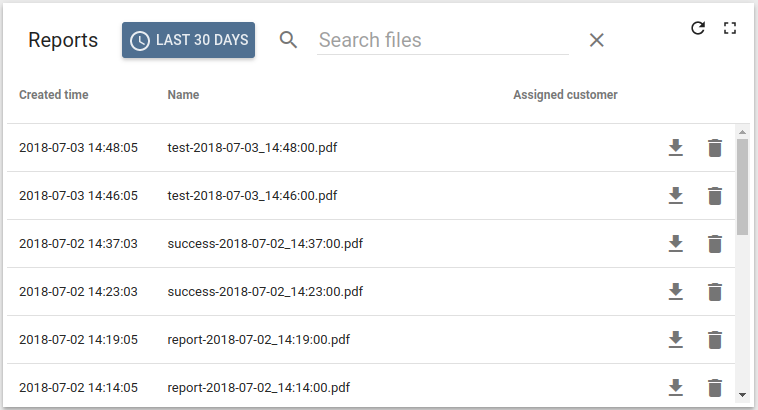 Reports LAST 30 DAYS Search files
Created time Name Assigned customer
2018-07-03 14:48:05 test-2018-07-03_14:48:00.pdf
2018-07-03 14:46:05 test-2018-07-03_14:46:00.pdf
2018-07-02 14:37:03 success-2018-07-02_14:37:00.pdf
2018-07-02 14:23:03 success-2018-07-02_14:23:00.pdf
2018-07-02 14:19:05 report-2018-07-02_14:19:00.pdf
2018-07-02 14:14:05 report-2018-07-02_14:14:00.pdf